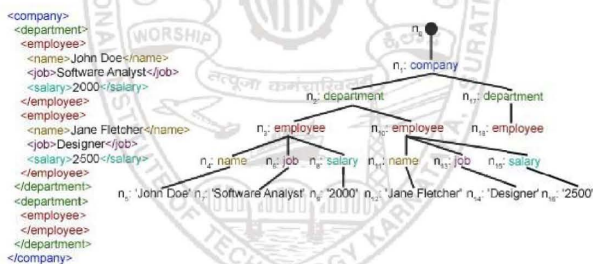 <company>
<department>
<employee>
<name>John Doe</name>
<job>Software Analyst</job>
<salary>2000</salary>
</employee>
<employee>
<name>Jane Fletcher</name>
<job>Designer</job>
<salary>2500</salary>
</employee>
</department>
<department>
<employee>
</employee>
</department>
</company>
n₁: company
n₂: department n₁₇: department
n₃: employee n₁₀: employee n₁₈: employee
n₄: name n₆: job n₈: salary n₁₁: name n₁₃: job n₁₅: salary
n₅: 'John Doe' n₇: 'Software Analyst' n₉: '2000' n₁₂: 'Jane Fletcher' n₁₄: 'Designer' n₁₆: '2500'
WORSHIP